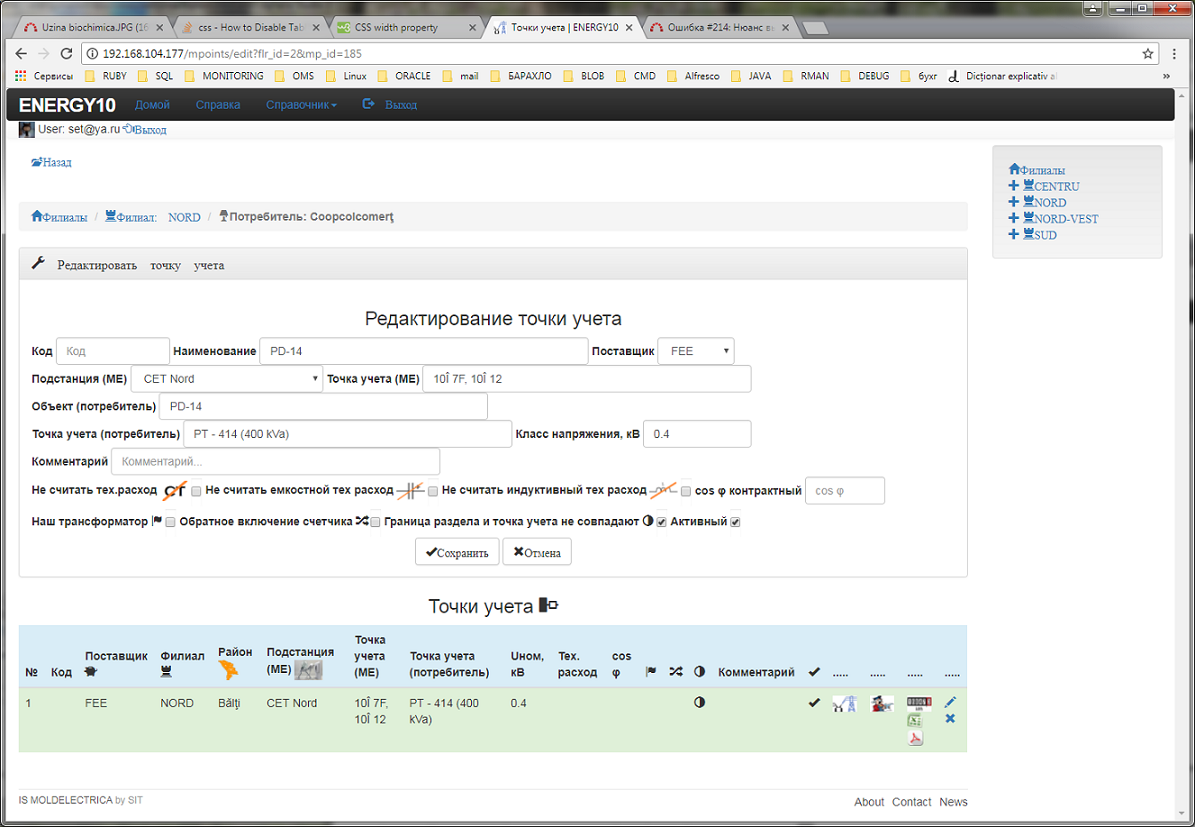 Uzina biochimicaJPG (16
css - How to Disable Tab
CSS width property
Точки учета | ENERGY10
Ошибка #214: Нюанс в
192.168.104.177/mpoints/edit?flr_id=2&mp_id=185
Сервисы RUBY SQL MONITORING OMS Linux ORACLE mail БАРАХЛО BLOB CMD Alfresco JAVA RMAN DEBUG бухг Dicționar explicativ al »
ENERGY10 Домой Справка Справочник Выход
User: set@ya.ru Выход
Назад
Филиалы
CENTRU
NORD
NORD-VEST
SUD
Филиалы / Филиал: NORD / Потребитель: Coopcolcomerţ
Редактировать точку учета
Редактирование точки учета
Код Код Наименование PD-14 Поставщик FEE
Подстанция (МЕ) CET Nord Точка учета (МЕ) 10Î 7F, 10Î 12
Объект (потребитель) PD-14
Точка учета (потребитель) PT - 414 (400 kVa) Класс напряжения, кВ 0.4
Комментарий Комментарий...
Не считать тех.расход СТ Не считать емкостной тех расход Не считать индуктивный тех расход cos φ контрактный cos φ
Наш трансформатор Обратное включение счетчика Граница раздела и точка учета не совпадают Активный
Сохранить Отмена
Точки учета
№ Код Поставщик Филиал Район Подстанция (МЕ) Точка учета (МЕ) Точка учета (потребитель) Uном, кВ Тех. расход cos φ Комментарий ..... ..... ..... .....
1 FEE NORD Bălţi CET Nord 10Î 7F, 10Î 12 PT - 414 (400 kVa) 0.4
IS MOLDELECTRICA by SIT
About Contact News